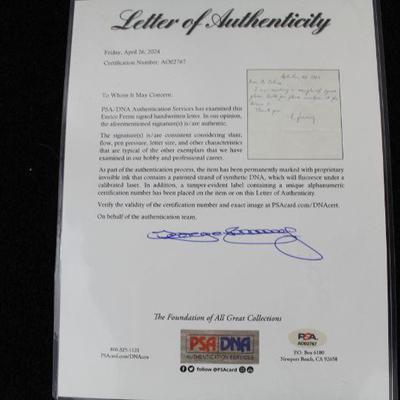 Letter of Authenticity
Friday, April 26, 2024
Certification Number: AO02767
To Whom It May Concern:
PSA/DNA Authentication Services has examined this
Enrico Fermi signed handwritten letter. In our opinion,
the aforementioned signature(s) is/are authentic.
The signature(s) is/are consistent considering slant,
flow, pen pressure, letter size, and other characteristics
that are typical of the other exemplars that we have
examined in our hobby and professional career.
As part of the authentication process, the item has been permanently marked with proprietary
invisible ink that contains a patented strand of synthetic DNA, which will fluoresce under a
calibrated laser. In addition, a tamper-evident label containing a unique alphanumeric
certification number has been placed on the item or on this Letter of Authenticity.
Verify the validity of the certification number and exact image at PSAcard.com/DNAcert.
On behalf of the authentication team,
The Foundation of All Great Collections
800-325-1121
PSAcard.com/DNAcert
PSA/DNA
AUTHENTICATION SERVICES
Follow @PSAcard
PSA
AO02767
P.O. Box 6180
Newport Beach, CA 92658